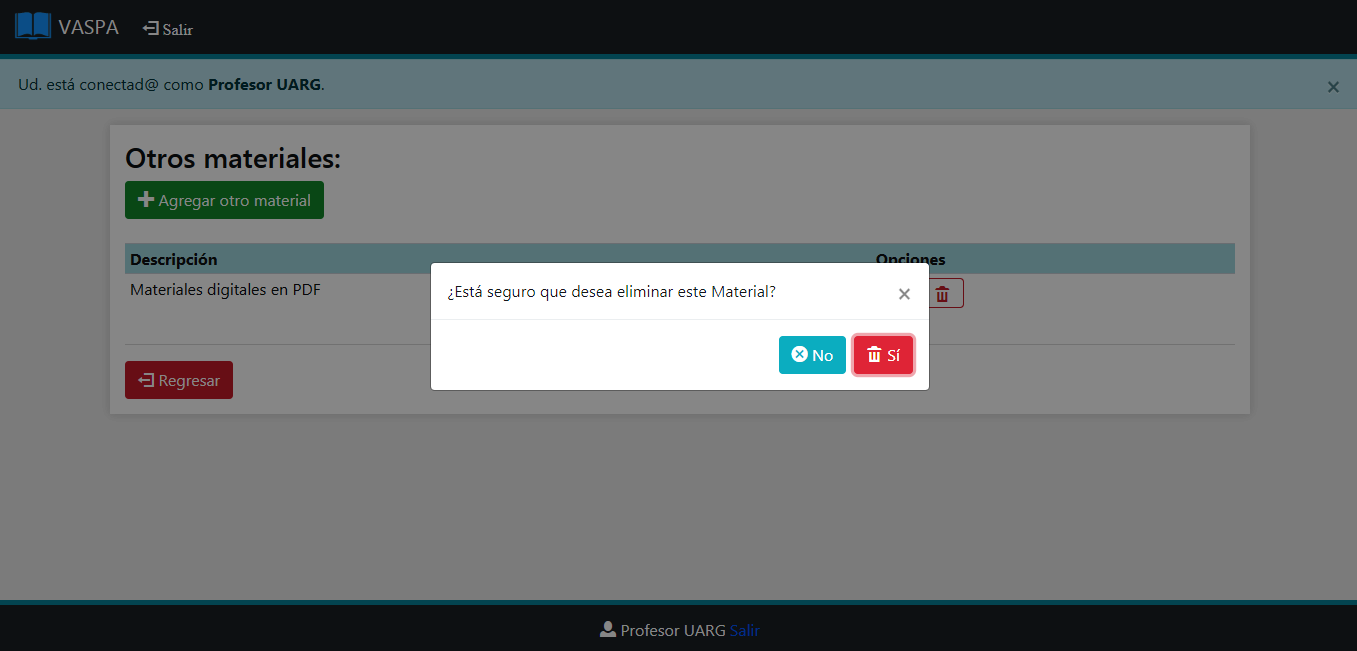 VASPA Salir
Ud. está conectad@ como Profesor UARG.
Otros materiales:
Agregar otro material
Descripción Opciones
Materiales digitales en PDF
¿Está seguro que desea eliminar este Material?
No Sí
Regresar
Profesor UARG Salir